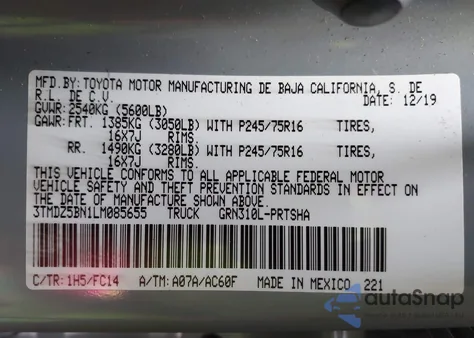 MFD.BY: TOYOTA MOTOR MANUFACTURING DE BAJA CALIFORNIA, S. DE
R.L. DE C.V. DATE: 12/19
GVWR: 2540KG (5600LB)
GAWR: FRT. 1385KG (3050LB) WITH P245/75R16 TIRES,
16X7J RIMS.
RR. 1490KG (3280LB) WITH P245/75R16 TIRES,
16X7J RIMS.
THIS VEHICLE CONFORMS TO ALL APPLICABLE FEDERAL MOTOR
VEHICLE SAFETY AND THEFT PREVENTION STANDARDS IN EFFECT
ON THE DATE OF MANUFACTURE SHOWN ABOVE.
3TMDZ5BN1LM085655 TRUCK GRN310L-PRTSHA
C/TR: 1H5/FC14 A/TM: A07A/AC60F MADE IN MEXICO 221
autoSnap